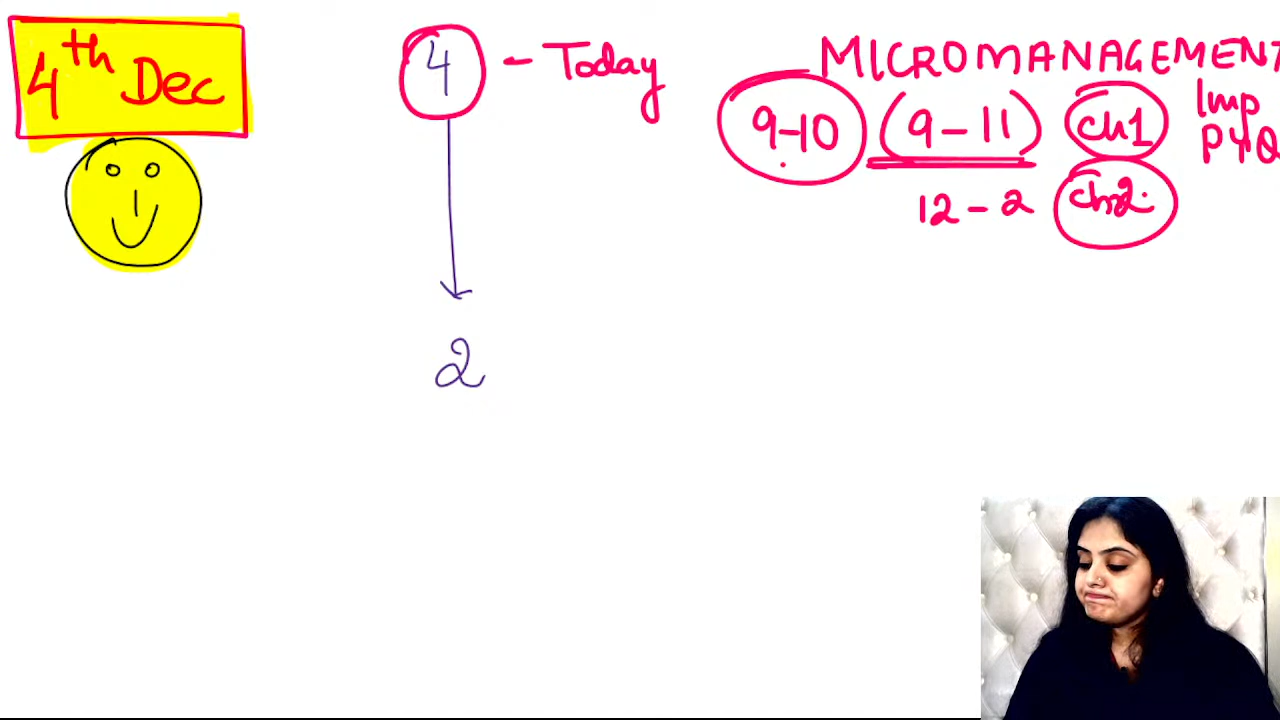 4th Dec
4 - Today
2
MICROMANAGEMENT
9-10 (9-11) ch1 Imp
PYQ
12-2 ch2